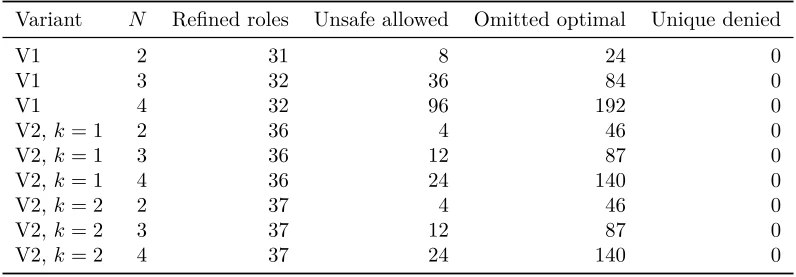 Variant N Refined roles Unsafe allowed Omitted optimal Unique denied
V1 2 31 8 24 0
V1 3 32 36 84 0
V1 4 32 96 192 0
V2, k = 1 2 36 4 46 0
V2, k = 1 3 36 12 87 0
V2, k = 1 4 36 24 140 0
V2, k = 2 2 37 4 46 0
V2, k = 2 3 37 12 87 0
V2, k = 2 4 37 24 140 0